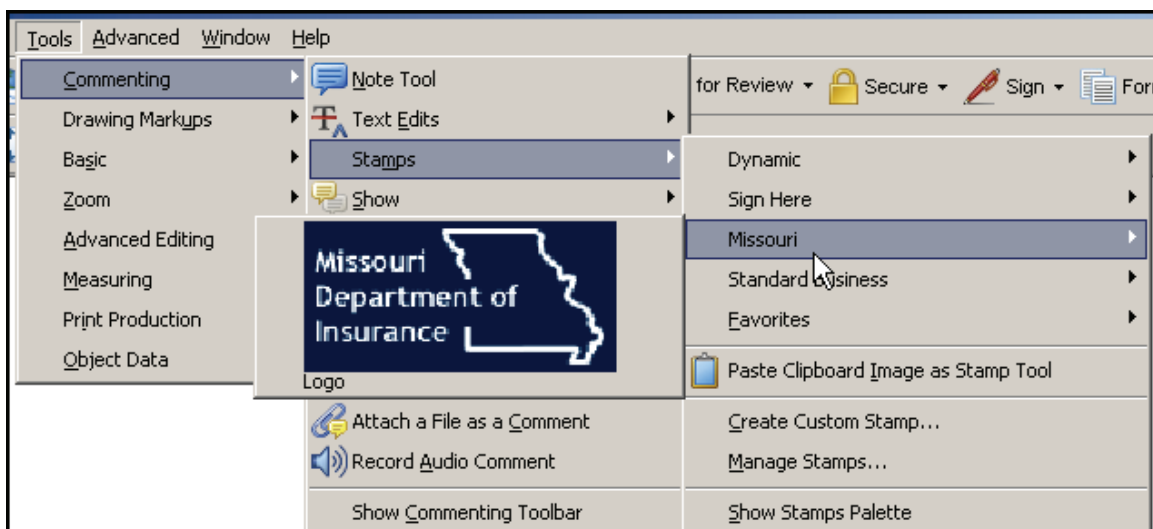 Tools Advanced Window Help
Commenting
Drawing Markups
Basic
Zoom
Advanced Editing
Measuring
Print Production
Object Data
Note Tool
Text Edits
Stamps
Show
Missouri
Department of
Insurance
Logo
Attach a File as a Comment
Record Audio Comment
Show Commenting Toolbar
for Review Secure Sign For
Dynamic
Sign Here
Missouri
Standard Business
Favorites
Paste Clipboard Image as Stamp Tool
Create Custom Stamp...
Manage Stamps...
Show Stamps Palette